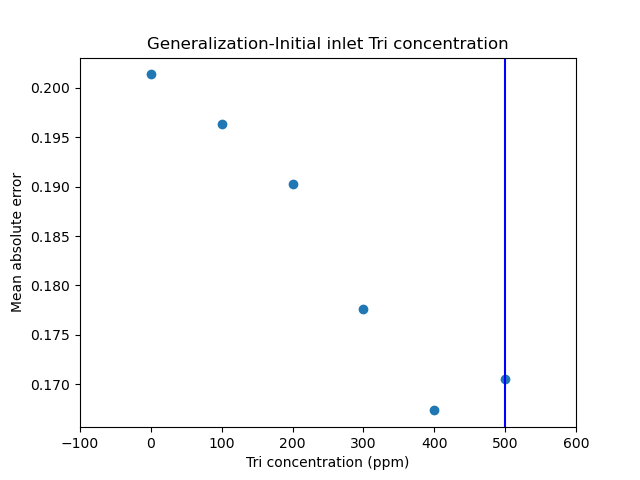 Generalization-Initial inlet Tri concentration
0.200
0.195
0.190
0.185
0.180
0.175
0.170
Mean absolute error
−100 0 100 200 300 400 500 600
Tri concentration (ppm)